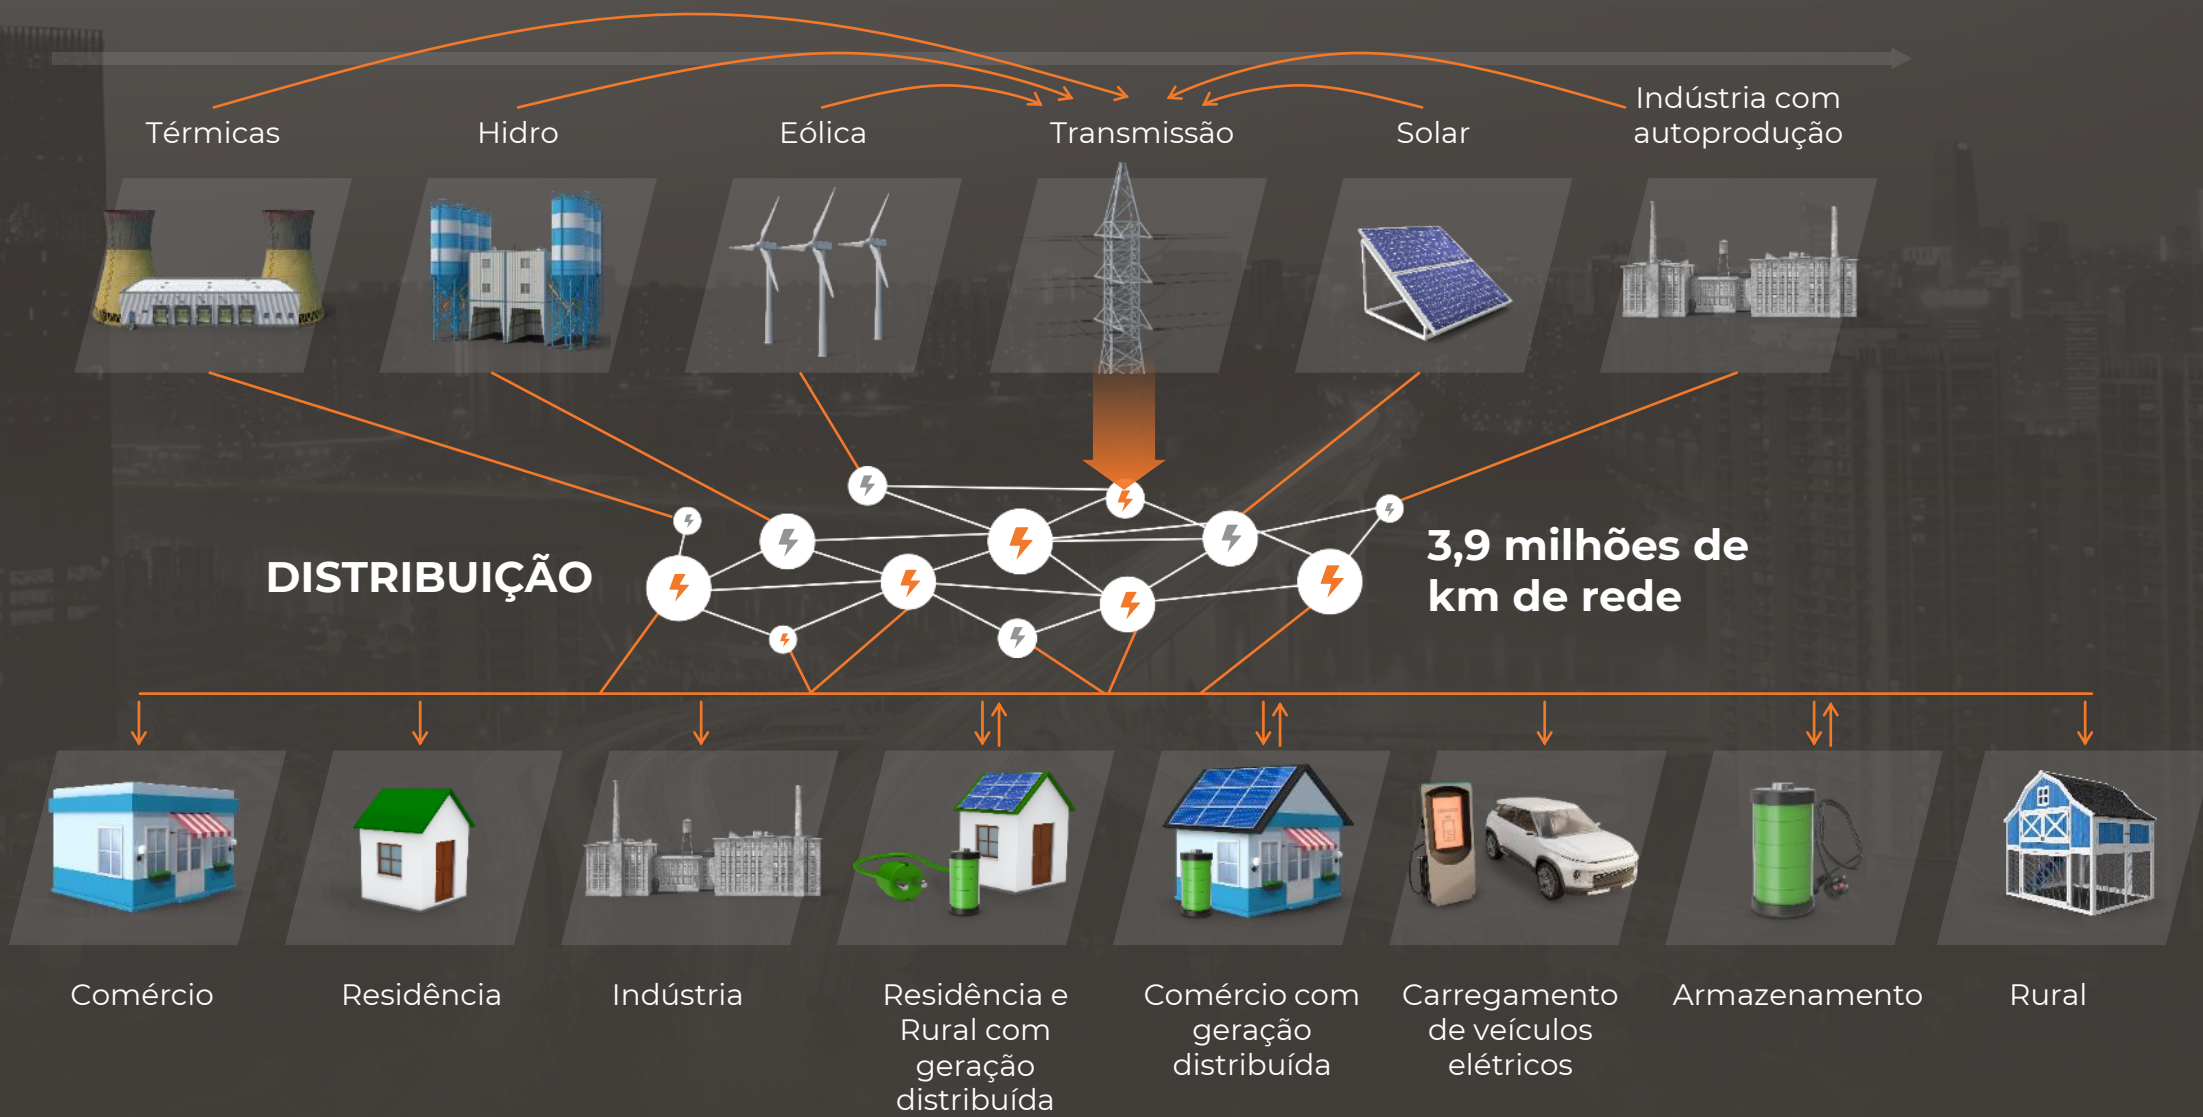 Térmicas
Hidro
Eólica
Transmissão
Solar
Indústria com
autoprodução
DISTRIBUIÇÃO
3,9 milhões de
km de rede
Comércio
Residência
Indústria
Residência e
Rural com
geração
distribuída
Comércio com
geração
distribuída
Carregamento
de veículos
elétricos
Armazenamento
Rural